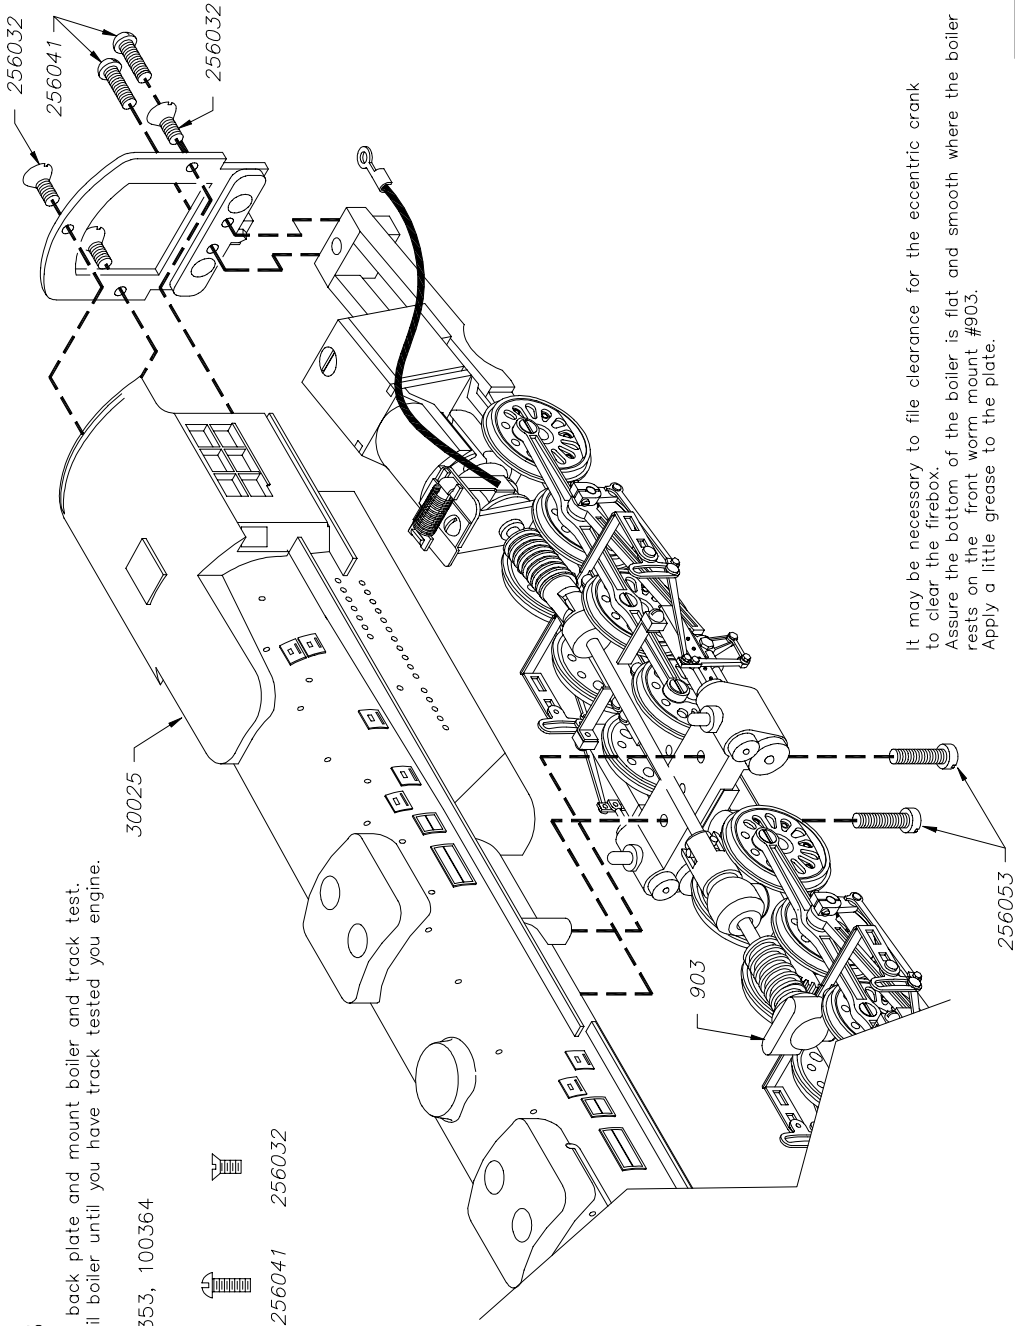 back plate and mount boiler and track test.
il boiler until you have track tested you engine.
353, 100364
256041
256032
30025
256032
256041
256032
903
256053
It may be necessary to file clearance for the eccentric crank
to clear the firebox.
Assure the bottom of the boiler is flat and smooth where the boiler
rests on the front worm mount #903.
Apply a little grease to the plate.